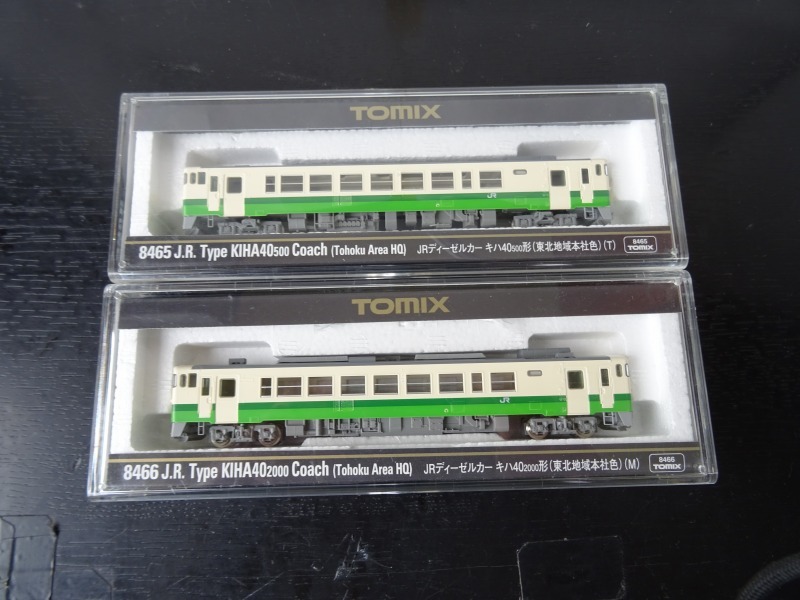 TOMIX
JR
8465 J.R. Type KIHA40500 Coach (Tohoku Area HQ) JRディーゼルカー キハ40500形(東北地域本社色)(T) 8465
TOMIX
TOMIX
JR
8466 J.R. Type KIHA402000 Coach (Tohoku Area HQ) JRディーゼルカー キハ402000形(東北地域本社色)(M) 8466
TOMIX